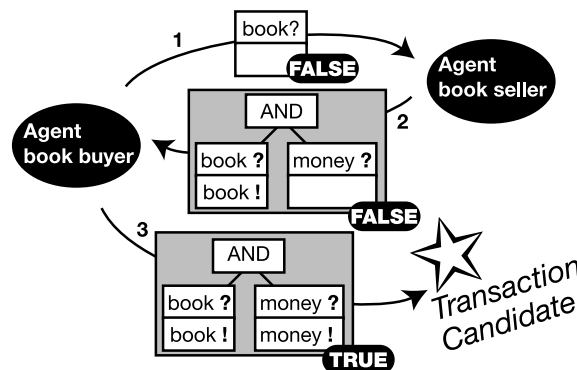 1
book?
FALSE
Agent
book seller
AND
2
Agent
book buyer
book ?
money ?
book !
FALSE
3
AND
book ?
money ?
book !
money !
TRUE
Transaction
Candidate